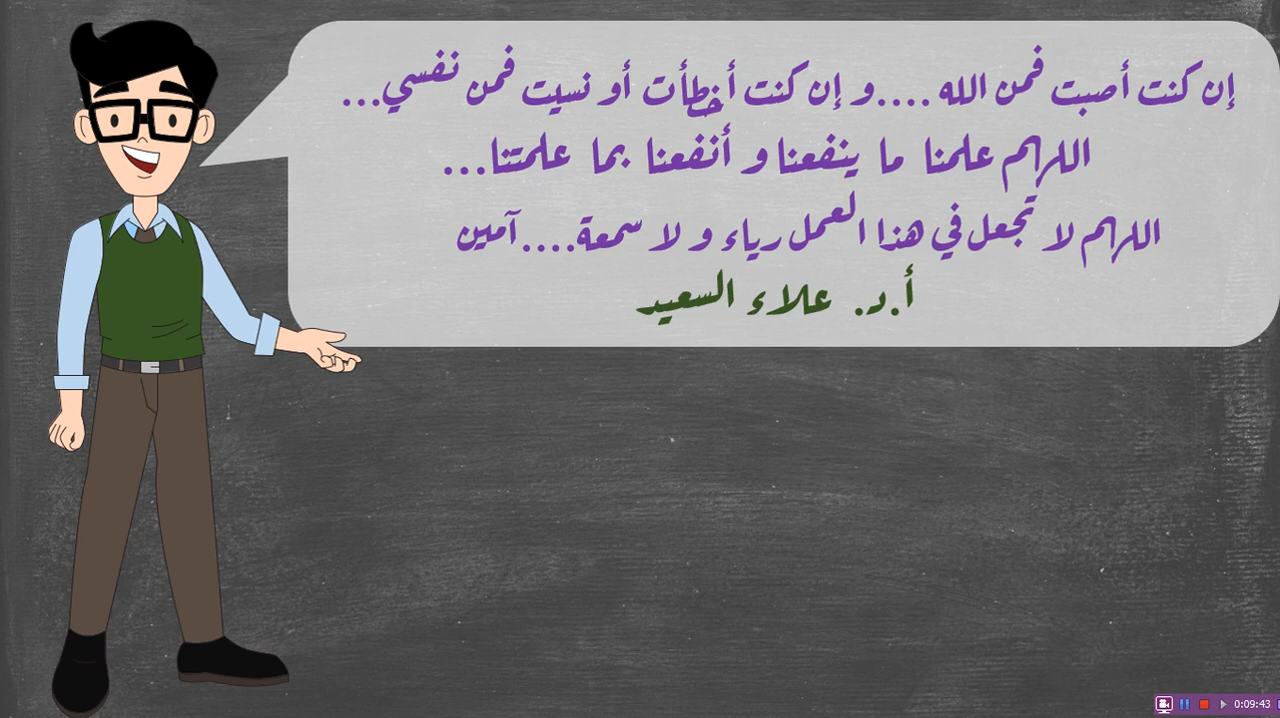 إن كنت أصبت فمن الله ....و إن كنت أخطأت أو نسيت فمن نفسي...
اللهم علمنا ما ينفعنا و أنفعنا بما علمتنا...
اللهم لا تجعل في هذا العمل رياء و لا سمعة....آمين
أ.د. علاء السعيد
0:09:43